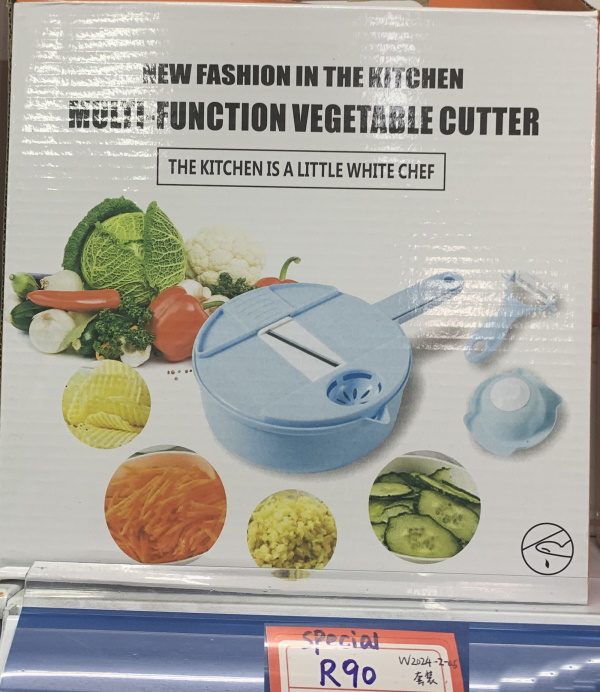 NEW FASHION IN THE KITCHEN
MULTI-FUNCTION VEGETABLE CUTTER
THE KITCHEN IS A LITTLE WHITE CHEF
special
R90
W2024-2-
套装